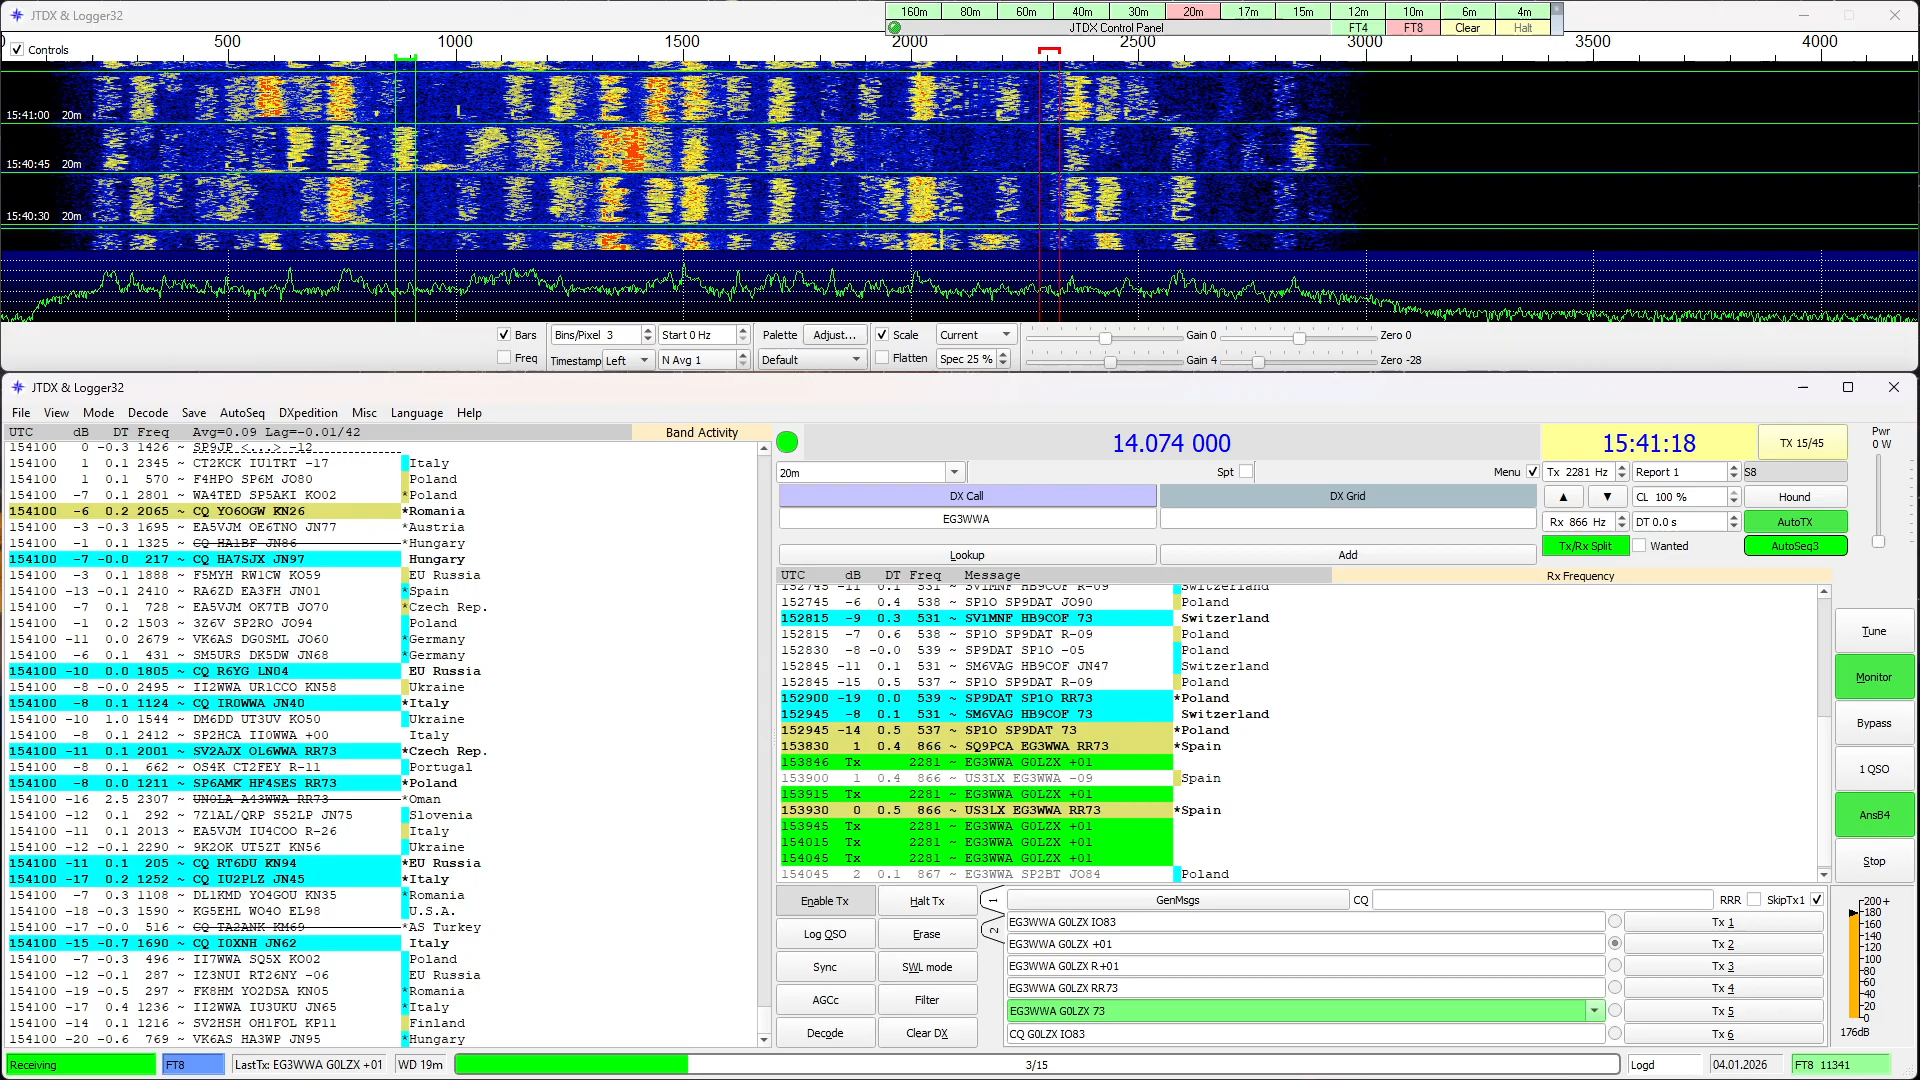 JTDX & Logger32
160m 80m 60m 40m 30m 20m 17m 15m 12m 10m 6m 4m
JTDX Control Panel FT4 FT8 Clear Halt
Controls
500 1000 1500 2000 2500 3000 3500 4000
15:41:00 20m
15:40:45 20m
15:40:30 20m
Bars Bins/Pixel 3 Start 0 Hz Palette Adjust... Scale Current Gain 0 Zero 0
Freq Timestamp Left N Avg 1 Default Flatten Spec 25 % Gain 4 Zero -28
JTDX & Logger32
File View Mode Decode Save AutoSeq DXpedition Misc Language Help
UTC dB DT Freq Avg=0.09 Lag=-0.01/42 Band Activity
154100 0 -0.3 1426 ~ SP9JP <...> -12
154100 1 0.1 2345 ~ CT2KCK IU1TRT -17 Italy
154100 1 0.1 570 ~ F4HPO SP6M JO80 Poland
154100 -7 0.1 2801 ~ WA4TED SP5AKI KO02 *Poland
154100 -6 0.2 2065 ~ CQ YO6OGW KN26 *Romania
154100 -3 -0.3 1695 ~ EA5VJM OE6TNO JN77 *Austria
154100 -1 0.1 1325 ~ CQ HA1BF JN86 *Hungary
154100 -7 -0.0 217 ~ CQ HA7SJX JN97 Hungary
154100 -3 0.1 1888 ~ F5MYH RW1CW KO59 EU Russia
154100 -13 -0.1 2410 ~ RA6ZD EA3FH JN01 *Spain
154100 -7 0.1 728 ~ EA5VJM OK7TB JO70 *Czech Rep.
154100 -1 0.2 1503 ~ 3Z6V SP2RO JO94 Poland
154100 -11 0.0 2679 ~ VK6AS DG0SML JO60 *Germany
154100 -6 0.1 431 ~ SM5URS DK5DW JN68 *Germany
154100 -10 0.0 1805 ~ CQ R6YG LN04 EU Russia
154100 -8 -0.0 2495 ~ II2WWA UR1CCO KN58 Ukraine
154100 -8 0.1 1124 ~ CQ IR0WWA JN40 *Italy
154100 -10 1.0 1544 ~ DM6DD UT3UV KO50 Ukraine
154100 -8 0.1 2412 ~ SP2HCA II0WWA +00 Italy
154100 -11 0.1 2001 ~ SV2AJX OL6WWA RR73 *Czech Rep.
154100 -8 0.1 662 ~ OS4K CT2FEY R-11 Portugal
154100 -8 0.0 1211 ~ SP6AMK HF4SES RR73 *Poland
154100 -16 2.5 2307 ~ UN0LA A43WWA RR73 *Oman
154100 -12 0.1 292 ~ 7Z1AL/QRP S52LP JN75 Slovenia
154100 -11 0.1 2013 ~ EA5VJM IU4COO R-26 Italy
154100 -12 -0.1 2290 ~ 9K2OK UT5ZT KN56 Ukraine
154100 -11 0.1 205 ~ CQ RT6DU KN94 *EU Russia
154100 -17 0.2 1252 ~ CQ IU2PLZ JN45 *Italy
154100 -7 0.3 1108 ~ DL1KMD YO4GOU KN35 *Romania
154100 -18 -0.3 1590 ~ KG5EHL WO4O EL98 U.S.A.
154100 -17 -0.0 516 ~ CQ TA2ANK KM69 *AS Turkey
154100 -15 -0.7 1690 ~ CQ I0XNH JN62 Italy
154100 -7 -0.3 496 ~ II7WWA SQ5X KO02 Poland
154100 -12 -0.1 287 ~ IZ3NUI RT26NY -06 EU Russia
154100 -19 -0.5 297 ~ FK8HM YO2DSA KN05 *Romania
154100 -17 0.4 1236 ~ II2WWA IU3UKU JN65 *Italy
154100 -14 0.1 1216 ~ SV2HSH OH1FOL KP11 Finland
154100 -20 -0.6 769 ~ VK6AS HA3WP JN95 *Hungary
14.074 000 15:41:18 TX 15/45 Pwr 0 W
20m Spt Menu Tx 2281 Hz Report 1 S8
DX Call DX Grid CL 100 % Hound
EG3WWA Rx 866 Hz DT 0.0 s AutoTX
Lookup Add Tx/Rx Split Wanted AutoSeq3
UTC dB DT Freq Message Rx Frequency
152745 -11 0.1 531 ~ SV1MNF HB9COF R-09 Switzerland
152745 -6 0.4 538 ~ SP1O SP9DAT JO90 Poland
152815 -9 0.3 531 ~ SV1MNF HB9COF 73 Switzerland
152815 -7 0.6 538 ~ SP1O SP9DAT R-09 Poland
152830 -8 -0.0 539 ~ SP9DAT SP1O -05 Poland
152845 -11 0.1 531 ~ SM6VAG HB9COF JN47 Switzerland
152845 -15 0.5 537 ~ SP1O SP9DAT R-09 Poland
152900 -19 0.0 539 ~ SP9DAT SP1O RR73 *Poland
152945 -8 0.1 531 ~ SM6VAG HB9COF 73 Switzerland
152945 -14 0.5 537 ~ SP1O SP9DAT 73 *Poland
153830 1 0.4 866 ~ SQ9PCA EG3WWA RR73 *Spain
153846 Tx 2281 ~ EG3WWA G0LZX +01
153900 1 0.4 866 ~ US3LX EG3WWA -09 Spain
153915 Tx 2281 ~ EG3WWA G0LZX +01
153930 0 0.5 866 ~ US3LX EG3WWA RR73 *Spain
153945 Tx 2281 ~ EG3WWA G0LZX +01
154015 Tx 2281 ~ EG3WWA G0LZX +01
154045 Tx 2281 ~ EG3WWA G0LZX +01
154045 2 0.1 867 ~ EG3WWA SP2BT JO84 Poland
Tune
Monitor
Bypass
1 QSO
AnsB4
Stop
Enable Tx Halt Tx 1 GenMsgs CQ RRR SkipTx1
2 EG3WWA G0LZX IO83 Tx 1
Log QSO Erase EG3WWA G0LZX +01 Tx 2
Sync SWL mode EG3WWA G0LZX R+01 Tx 3
AGCc Filter EG3WWA G0LZX RR73 Tx 4
EG3WWA G0LZX 73 Tx 5
Decode Clear DX CQ G0LZX IO83 Tx 6
200+
180
160
140
120
100
80
60
40
20
0
176dB
Receiving FT8 LastTx: EG3WWA G0LZX +01 WD 19m 3/15 Logd 04.01.2026 FT8 11341